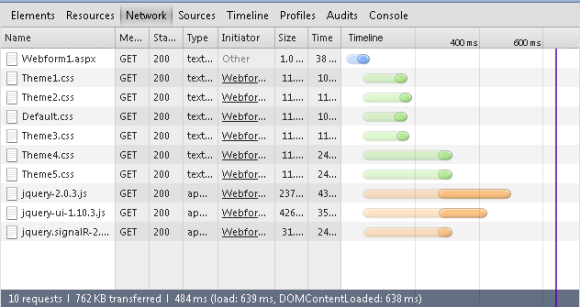 Elements Resources Network Sources Timeline Profiles Audits Console
Name Me... Sta... Type Initiator Size Time Timeline 400 ms 600 ms
Webform1.aspx GET 200 text... Other 1.0 ... 38 ...
Theme1.css GET 200 text... Webfor... 11.... 10...
Theme2.css GET 200 text... Webfor... 11.... 11...
Default.css GET 200 text... Webfor... 11.... 10...
Theme3.css GET 200 text... Webfor... 11.... 11...
Theme4.css GET 200 text... Webfor... 11.... 24...
Theme5.css GET 200 text... Webfor... 11.... 24...
jquery-2.0.3.js GET 200 ap... Webfor... 237... 43...
jquery-ui-1.10.3.js GET 200 ap... Webfor... 426... 35...
jquery.signalR-2.... GET 200 ap... Webfor... 31.... 24...
10 requests | 762 KB transferred | 484 ms (load: 639 ms, DOMContentLoaded: 638 ms)